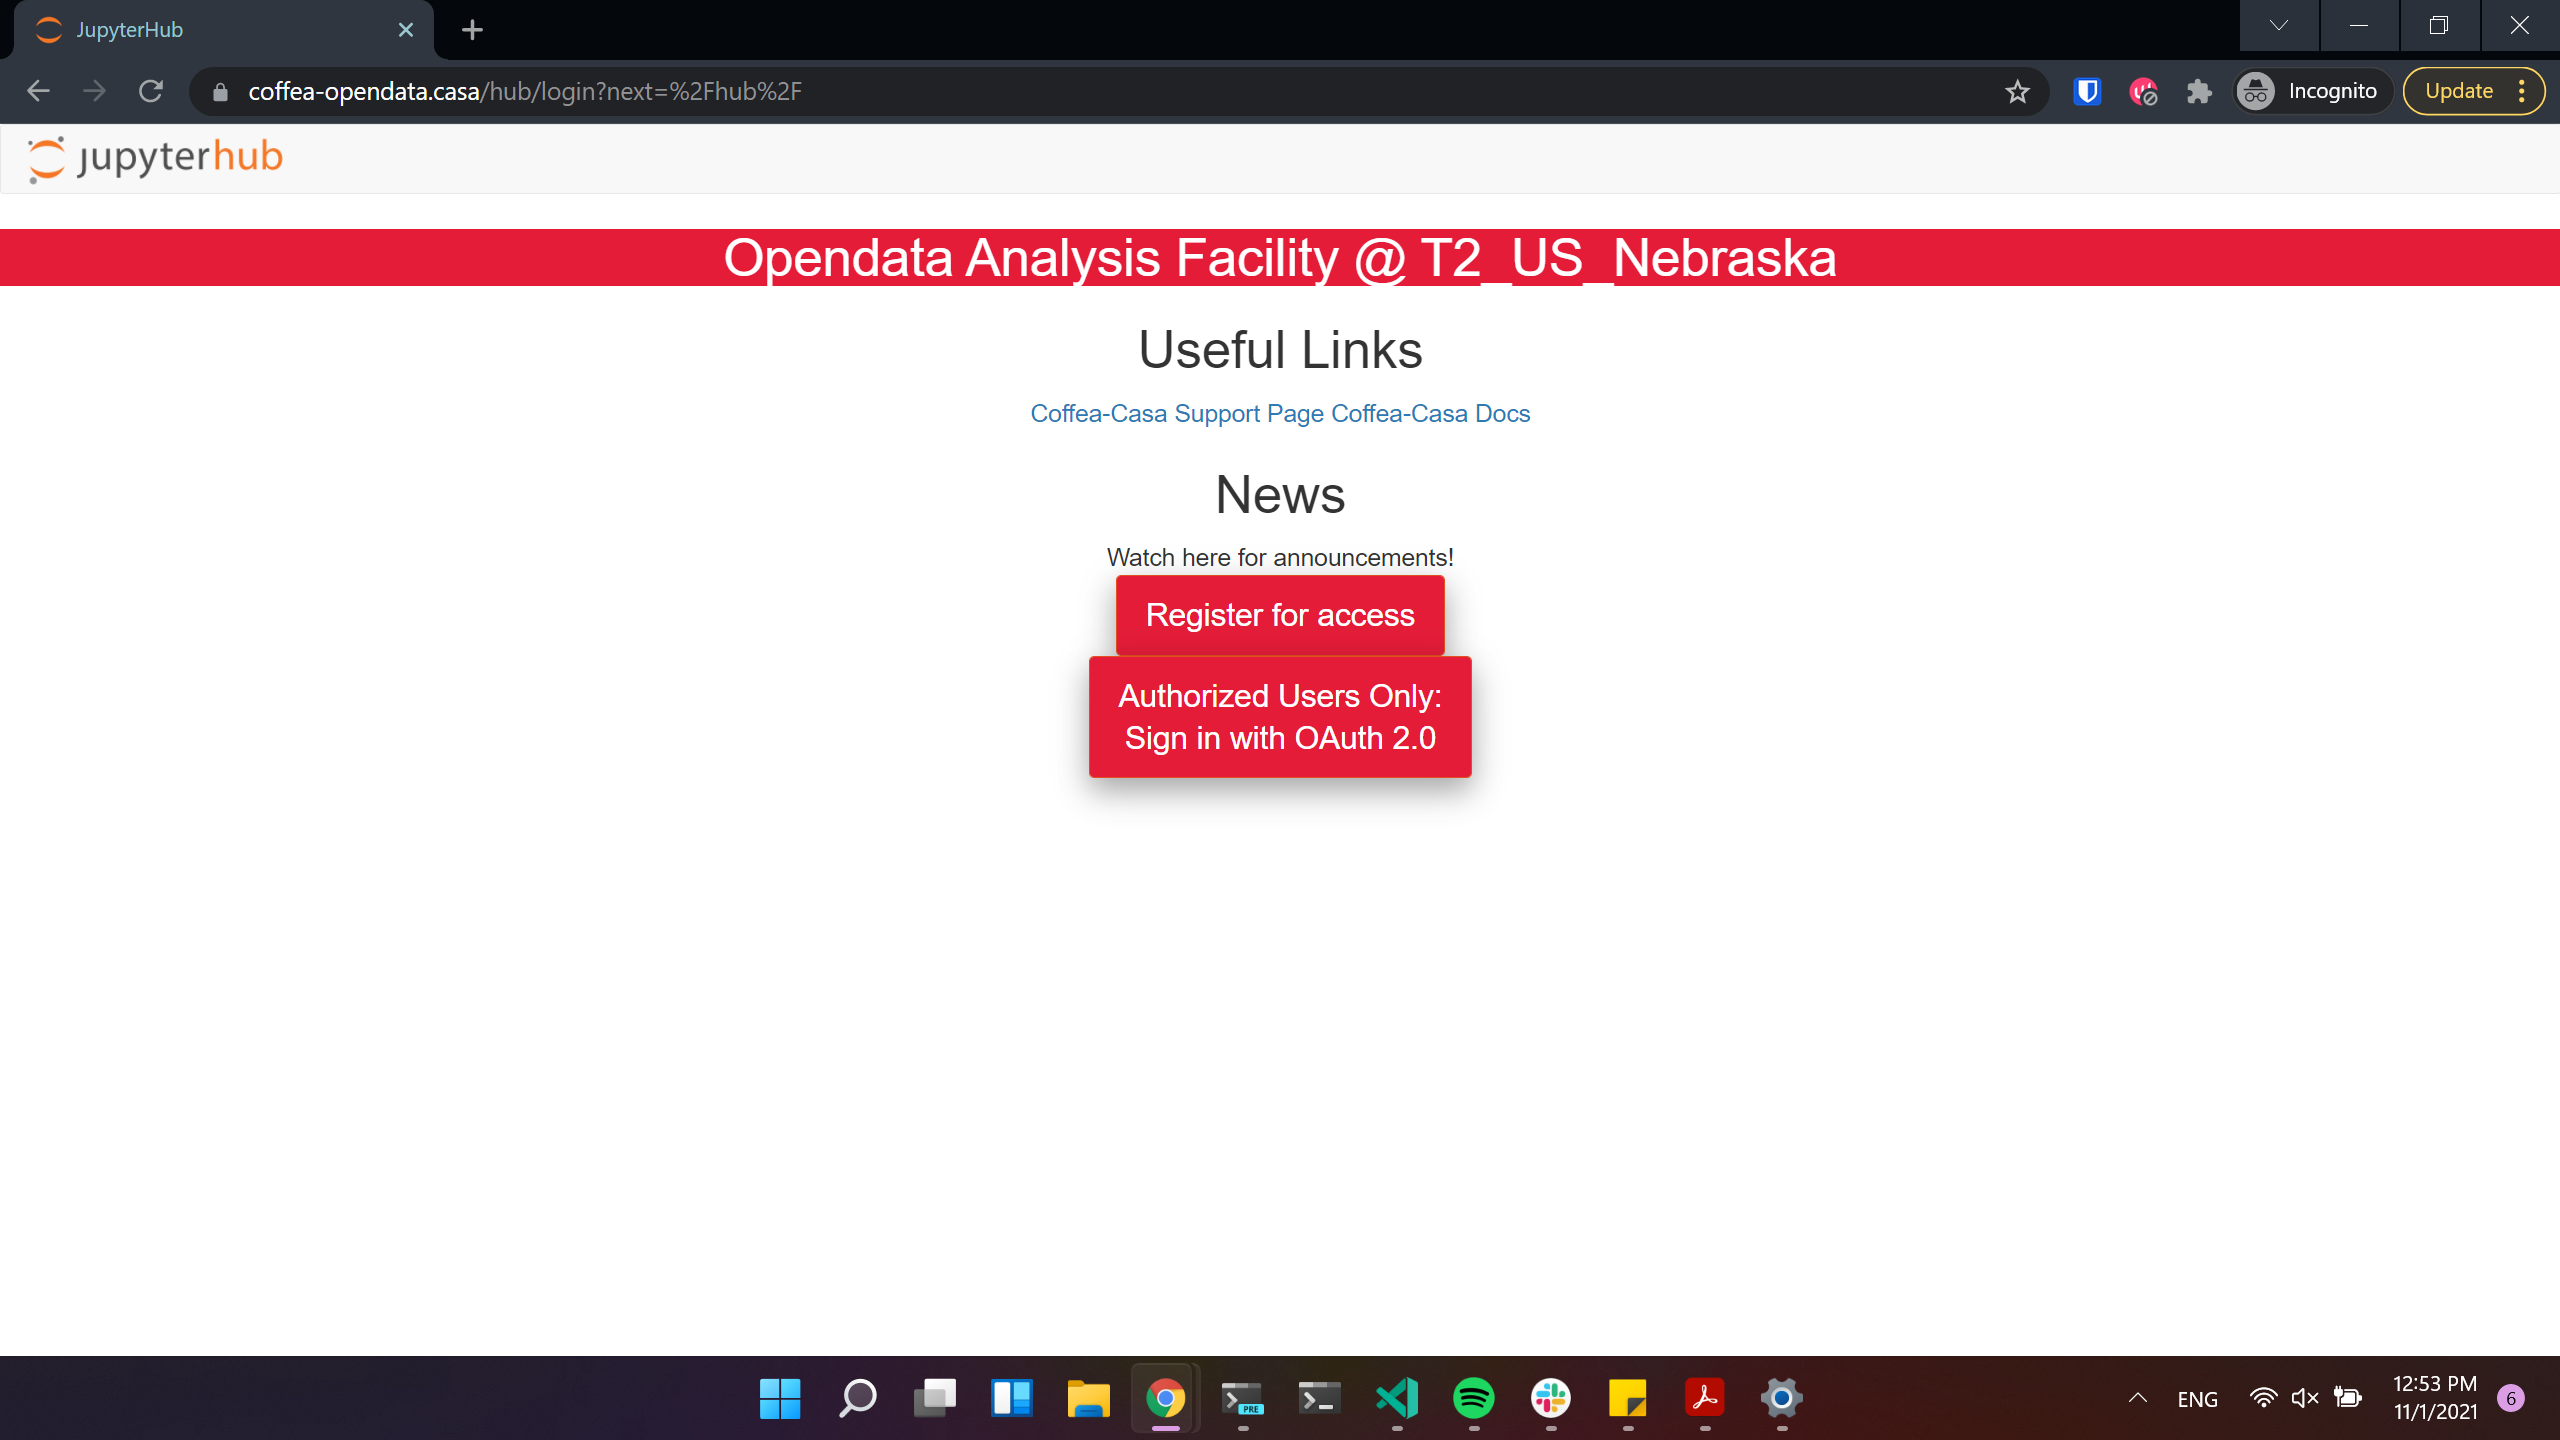 JupyterHub
coffea-opendata.casa/hub/login?next=%2Fhub%2F
Incognito
Update
jupyterhub
Opendata Analysis Facility @ T2_US_Nebraska
Useful Links
Coffea-Casa Support Page Coffea-Casa Docs
News
Watch here for announcements!
Register for access
Authorized Users Only:
Sign in with OAuth 2.0
PRE
ENG
12:53 PM
11/1/2021
6